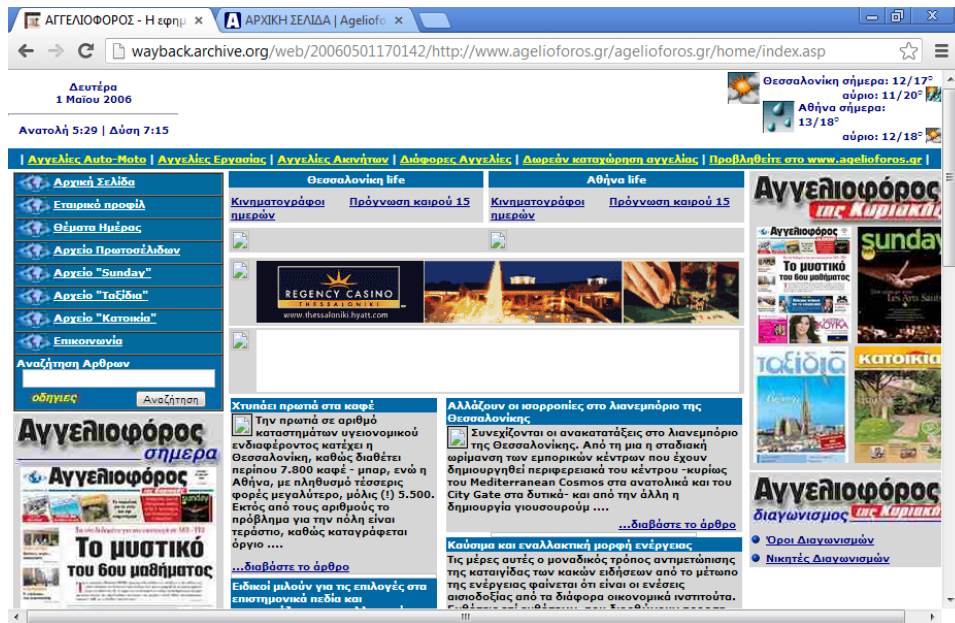 ΑΓΓΕΛΙΟΦΟΡΟΣ - Η εφημ
ΑΡΧΙΚΗ ΣΕΛΙΔΑ | Ageliofo
wayback.archive.org/web/20060501170142/http://www.agelioforos.gr/agelioforos.gr/home/index.asp
Δευτέρα
1 Μαΐου 2006
Ανατολή 5:29 | Δύση 7:15
Θεσσαλονίκη σήμερα: 12/17°
αύριο: 11/20°
Αθήνα σήμερα:
13/18°
αύριο: 12/18°
| Αγγελίες Auto-Moto | Αγγελίες Εργασίας | Αγγελίες Ακινήτων | Διάφορες Αγγελίες | Δωρεάν καταχώρηση αγγελίας | Προβληθείτε στο www.agelioforos.gr |
Αρχική Σελίδα
Εταιρικό προφίλ
Θέματα Ημέρας
Αρχείο Πρωτοσέλιδων
Αρχείο "Sunday"
Αρχείο "Ταξίδια"
Αρχείο "Κατοικία"
Επικοινωνία
Αναζήτηση Αρθρων
οδηγιες
Αναζήτηση
Αγγελιοφόρος
σημερα
Αγγελιοφόρος
sunday
Το μυστικό
του 6ου μαθήματος
Θεσσαλονίκη life
Κινηματογράφοι Πρόγνωση καιρού 15
ημερών
Αθήνα life
Κινηματογράφοι Πρόγνωση καιρού 15
ημερών
REGENCY CASINO
THESSALONIKI
www.thessaloniki.hyatt.com
Χτυπάει πρωτιά στα καφέ
Την πρωτιά σε αριθμό
καταστημάτων υγειονομικού
ενδιαφέροντος κατέχει η
Θεσσαλονίκη, καθώς διαθέτει
περίπου 7.800 καφέ - μπαρ, ενώ η
Αθήνα, με πληθυσμό τέσσερις
φορές μεγαλύτερο, μόλις (!) 5.500.
Εκτός από τους αριθμούς το
πρόβλημα για την πόλη είναι
τεράστιο, καθώς καταγράφεται
όργιο ....
...διαβάστε το άρθρο
Ειδικοί μιλούν για τις επιλογές στα
επιστημονικά πεδία και
Αλλάζουν οι ισορροπίες στο λιανεμπόριο της
Θεσσαλονίκης
Συνεχίζονται οι ανακατατάξεις στο λιανεμπόριο
της Θεσσαλονίκης. Από τη μια η σταδιακή
ωρίμανση των εμπορικών κέντρων που έχουν
δημιουργηθεί περιφερειακά του κέντρου -κυρίως
του Mediterranean Cosmos στα ανατολικά και του
City Gate στα δυτικά- και από την άλλη η
δημιουργία γιουσουρούμ ....
...διαβάστε το άρθρο
Καύσιμα και εναλλακτική μορφή ενέργειας
Τις μέρες αυτές ο μοναδικός τρόπος αντιμετώπισης
της καταιγίδας των κακών ειδήσεων από το μέτωπο
της ενέργειας φαίνεται ότι είναι οι ενέσεις
αισιοδοξίας από τα διάφορα οικονομικά ινστιτούτα.
Αγγελιοφόρος
της Κυριακής
Αγγελιοφόρος
Το μυστικό
του 6ου μαθήματος
sunday
ταξίδια
κατοικία
Αγγελιοφόρος
διαγωνισμος της Κυριακής
Όροι Διαγωνισμών
Νικητές Διαγωνισμών